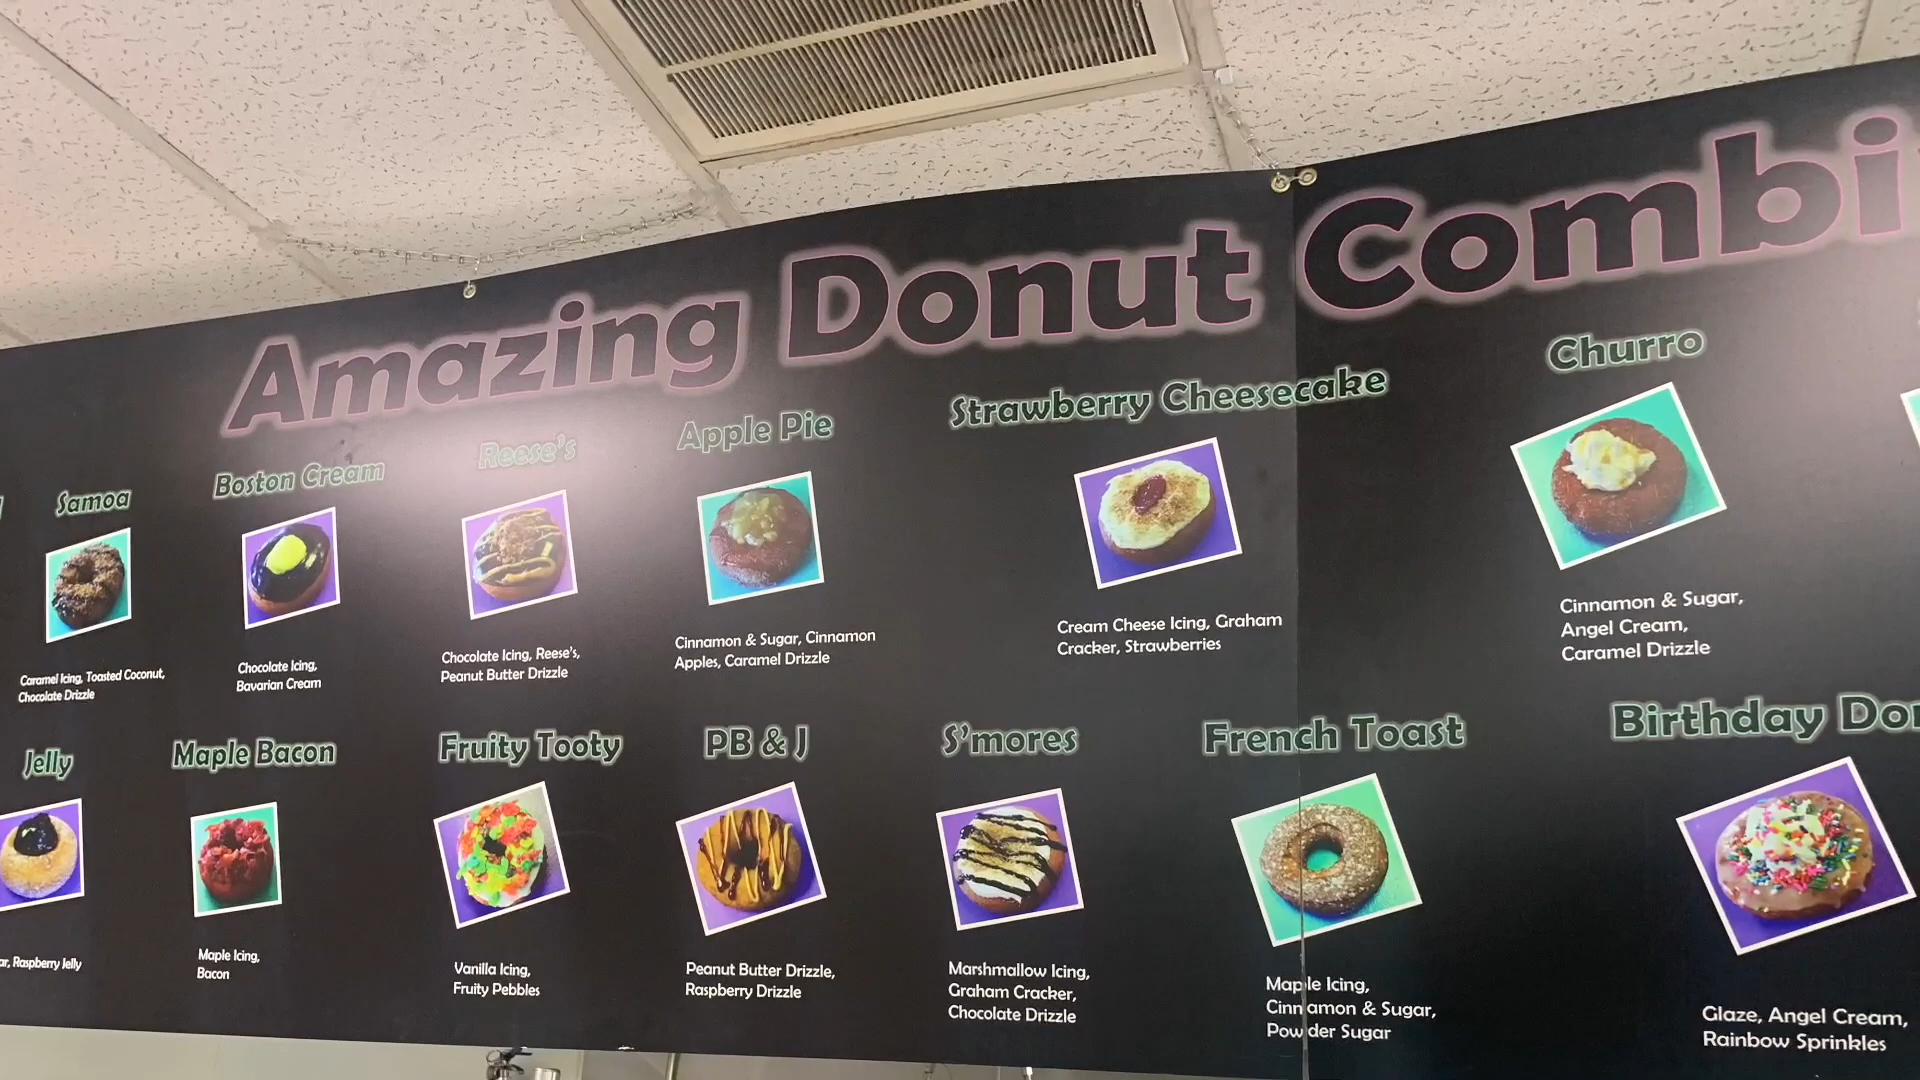 Amazing Donut
Samoa
Caramel Icing, Toasted Coconut,
Chocolate Drizzle
Boston Cream
Chocolate Icing,
Bavarian Cream
Reese's
Chocolate Icing, Reese's,
Peanut Butter Drizzle
Apple Pie
Cinnamon & Sugar, Cinnamon
Apples, Caramel Drizzle
Strawberry Cheesecake
Cream Cheese Icing, Graham
Cracker, Strawberries
Churro
Cinnamon & Sugar,
Angel Cream,
Caramel Drizzle
Jelly
Raspberry Jelly
Maple Bacon
Maple Icing,
Bacon
Fruity Tooty
Vanilla Icing,
Fruity Pebbles
PB & J
Peanut Butter Drizzle,
Raspberry Drizzle
S'mores
Marshmallow Icing,
Graham Cracker,
Chocolate Drizzle
French Toast
Maple Icing,
Cinnamon & Sugar,
Powder Sugar
Birthday
Glaze, Angel Cream,
Rainbow Sprinkles